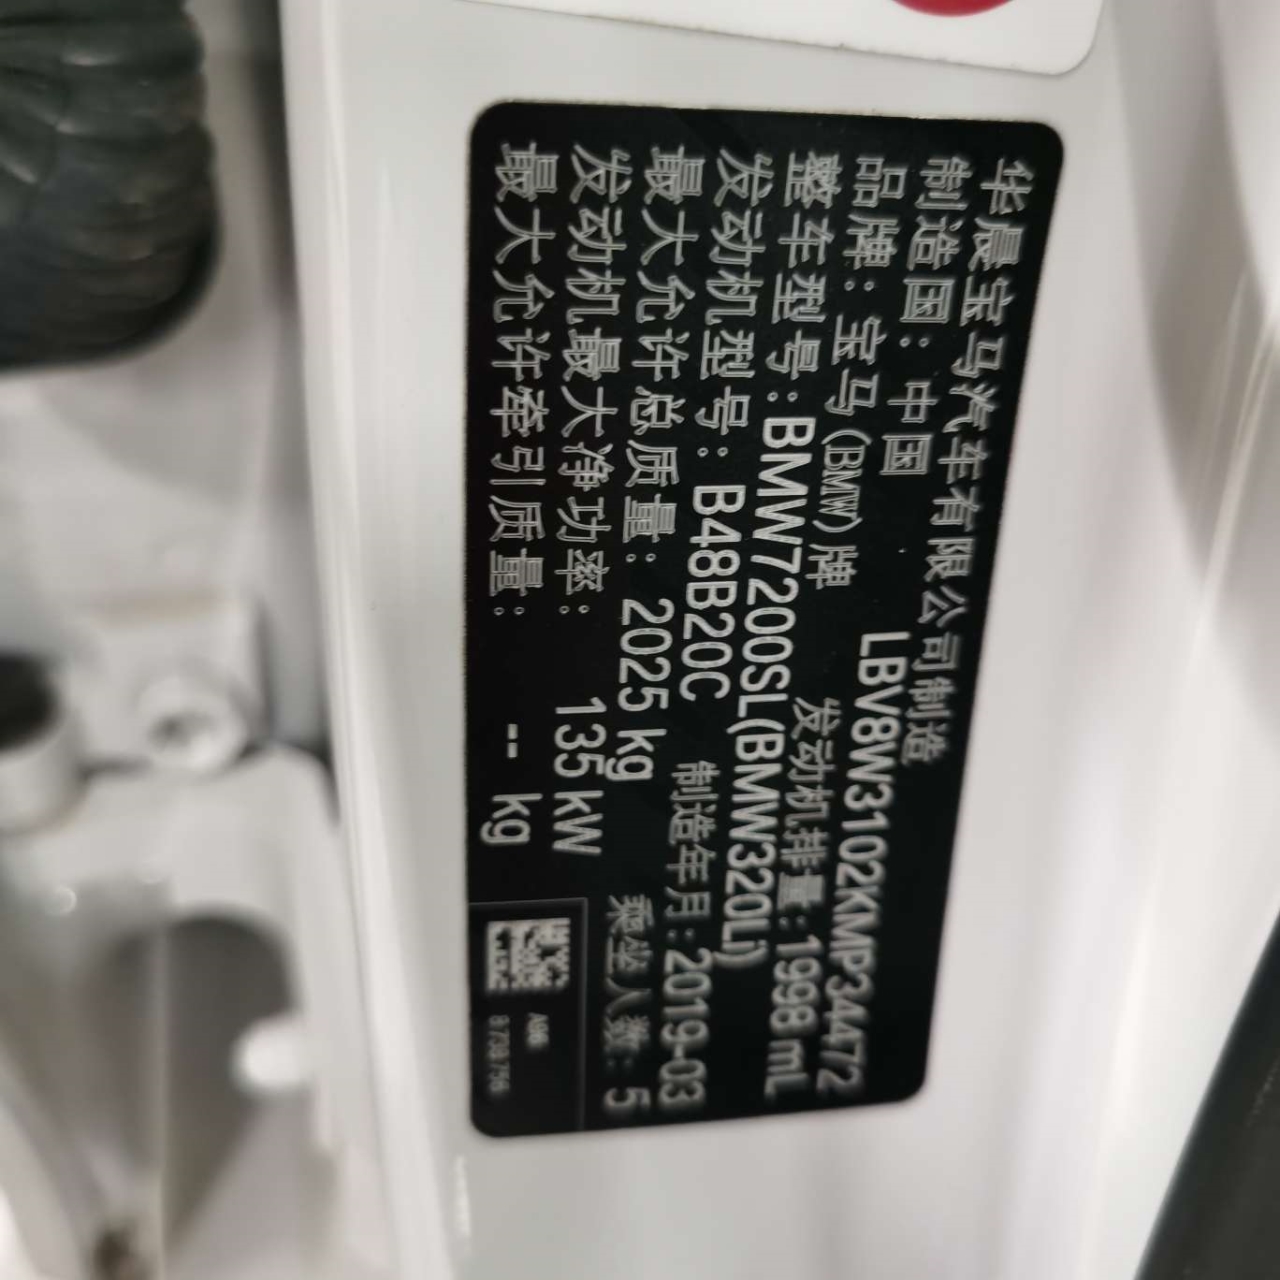 华晨宝马汽车有限公司制造
制造国：中国 LBV8W3102KMP34472
品牌：宝马(BMW)牌 发动机排量：1998 mL
整车型号：BMW7200SL(BMW320Li)
发动机型号：B48B20C 制造年月：2019-03
最大允许总质量：2025 kg 乘坐人数：5
发动机最大净功率：135 kW
最大允许牵引质量：-- kg